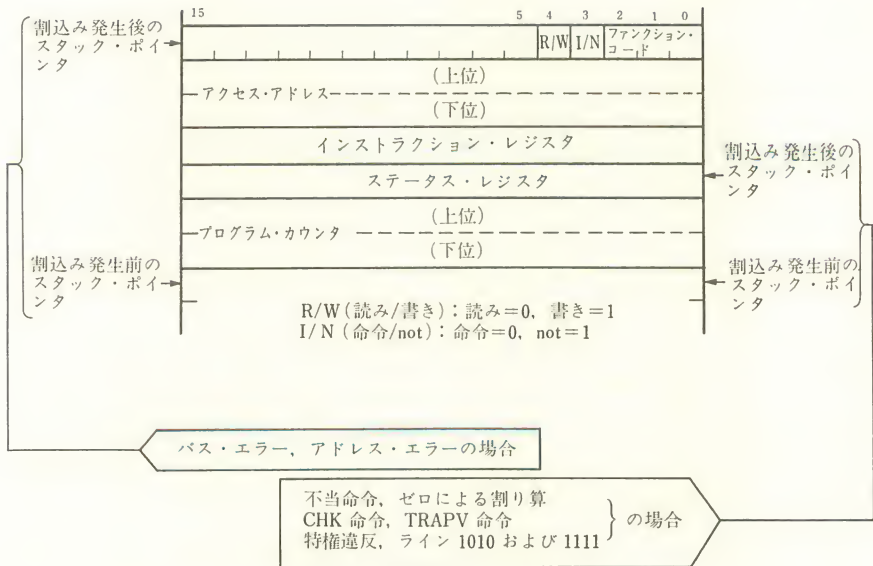 15 5 4 3 2 1 0
割込み発生後の
スタック・ポイ
ンタ
R/W I/N ファンクション・
コード
(上位)
アクセス・アドレス
(下位)
インストラクション・レジスタ
割込み発生後の
スタック・ポイ
ンタ
ステータス・レジスタ
(上位)
プログラム・カウンタ
(下位)
割込み発生前の
スタック・ポイ
ンタ
割込み発生前の
スタック・ポイ
ンタ
R/W(読み/書き):読み=0, 書き=1
I/N(命令/not):命令=0, not=1
バス・エラー, アドレス・エラーの場合
不当命令, ゼロによる割り算
CHK 命令, TRAPV 命令
の場合
特権違反, ライン 1010 および 1111